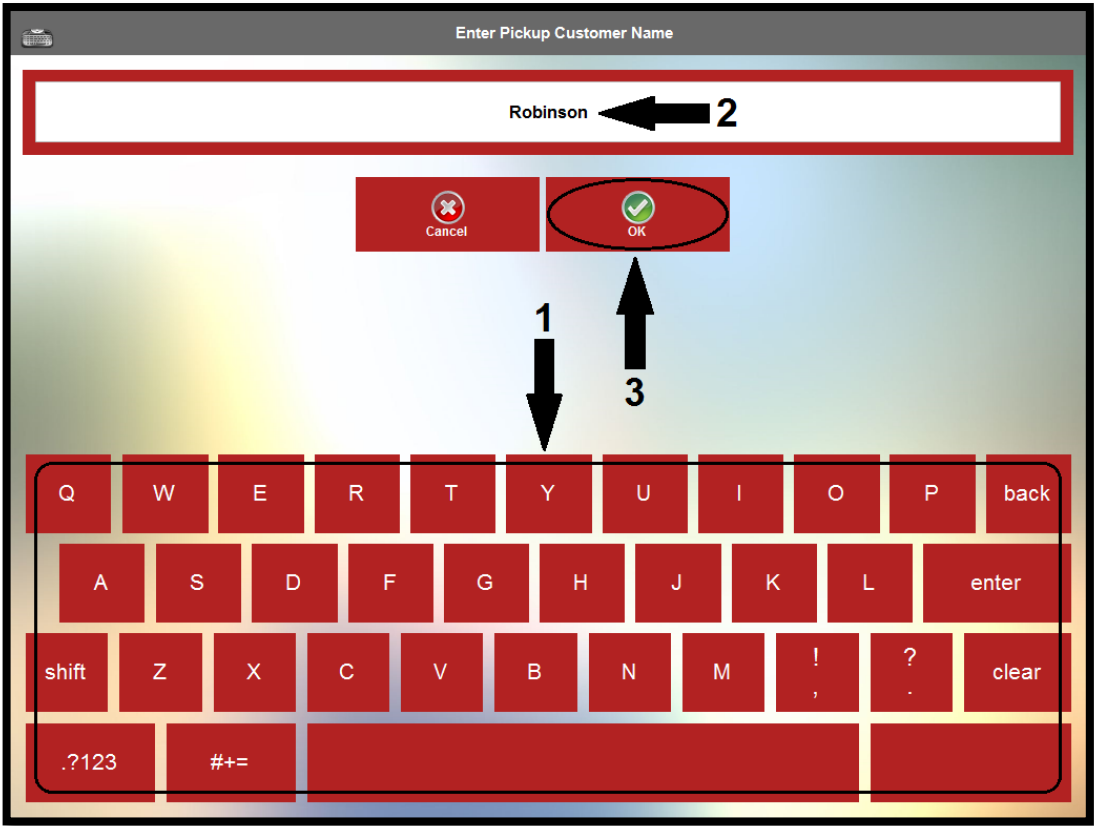 Enter Pickup Customer Name
Robinson 2
Cancel OK
1
3
Q W E R T Y U I O P back
A S D F G H J K L enter
shift Z X C V B N M ! , ? . clear
.?123 #+=